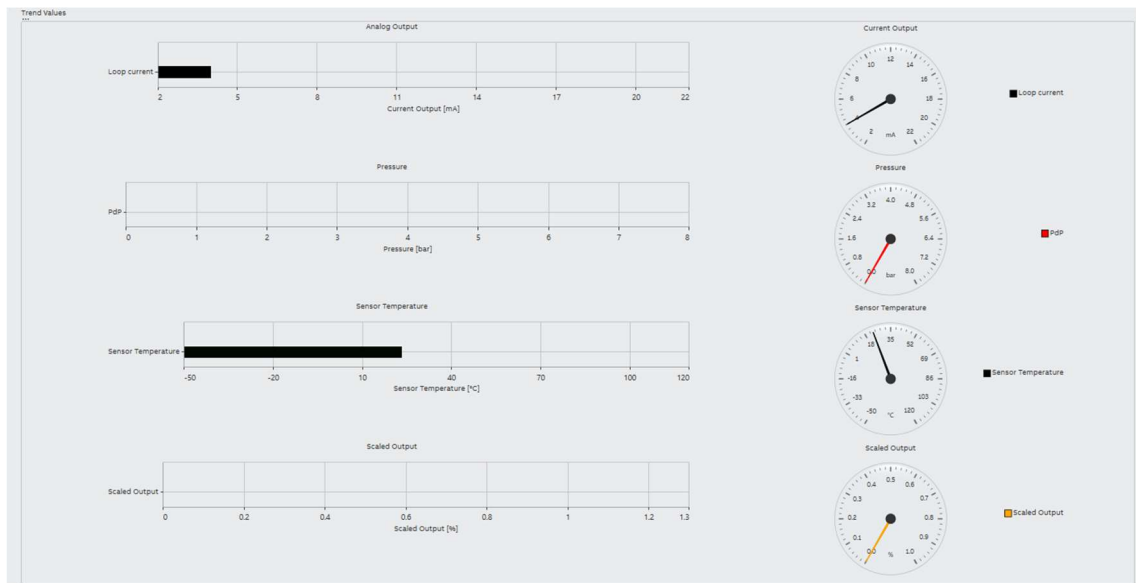 Trend Values
...
Analog Output
Loop current
2 5 8 11 14 17 20 22
Current Output [mA]
Current Output
2 4 6 8 10 12 14 16 18 20 22
mA
Loop current
Pressure
PdP
0 1 2 3 4 5 6 7 8
Pressure [bar]
Pressure
0.0 0.8 1.6 2.4 3.2 4.0 4.8 5.6 6.4 7.2 8.0
bar
PdP
Sensor Temperature
Sensor Temperature
-50 -20 10 40 70 100 120
Sensor Temperature [°C]
Sensor Temperature
-50 -33 -16 1 18 35 52 69 86 103 120
°C
Sensor Temperature
Scaled Output
Scaled Output
0 0.2 0.4 0.6 0.8 1 1.2 1.3
Scaled Output [%]
Scaled Output
0.0 0.1 0.2 0.3 0.4 0.5 0.6 0.7 0.8 0.9 1.0
%
Scaled Output